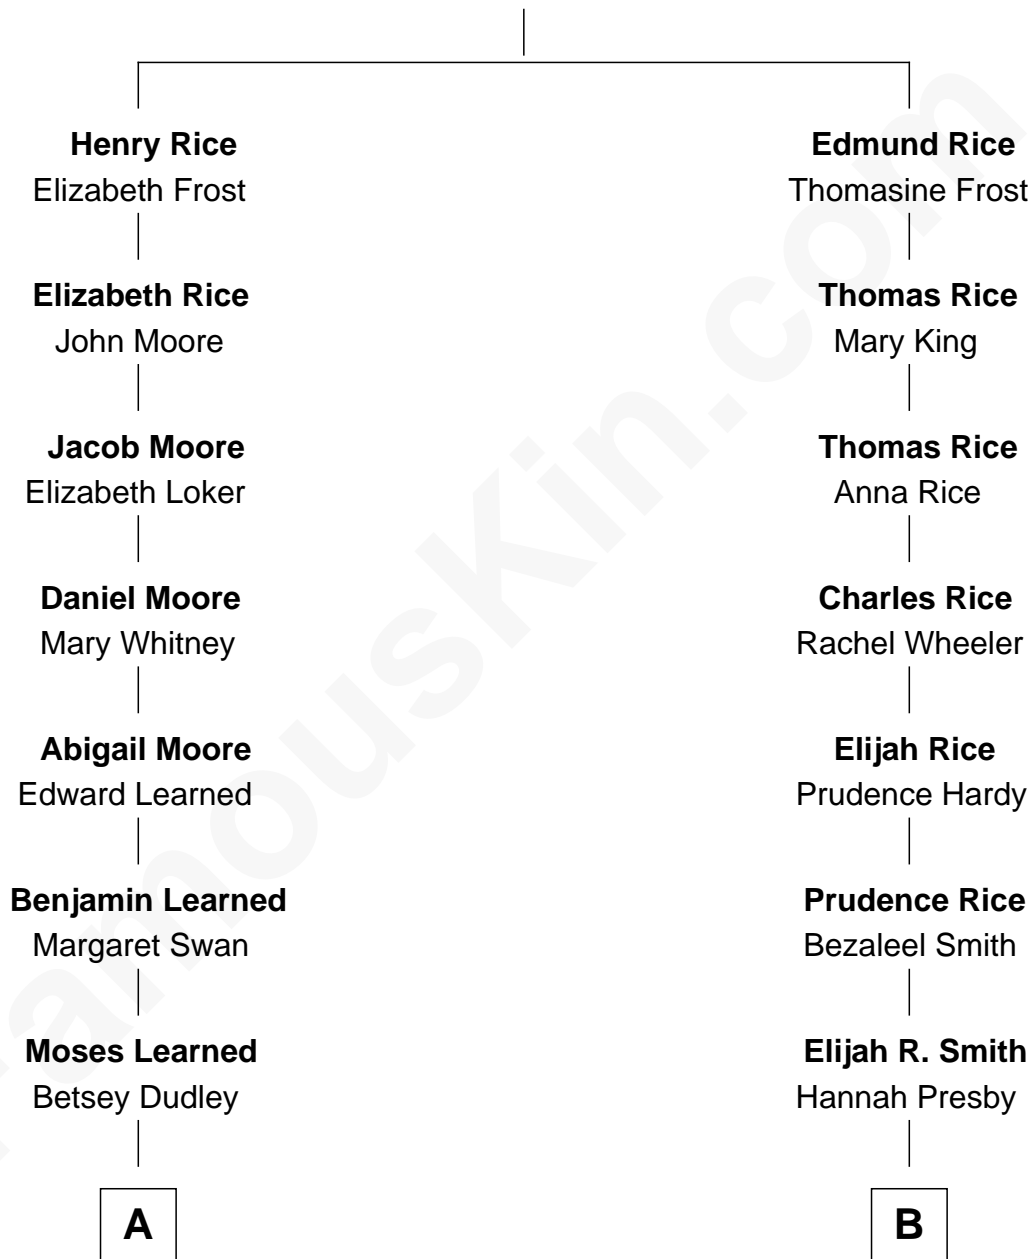 Henry Rice
Elizabeth Frost
Elizabeth Rice
John Moore
Jacob Moore
Elizabeth Loker
Daniel Moore
Mary Whitney
Abigail Moore
Edward Learned
Benjamin Learned
Margaret Swan
Moses Learned
Betsey Dudley
A
Edmund Rice
Thomasine Frost
Thomas Rice
Mary King
Thomas Rice
Anna Rice
Charles Rice
Rachel Wheeler
Elijah Rice
Prudence Hardy
Prudence Rice
Bezaleel Smith
Elijah R. Smith
Hannah Presby
B
FamousKin.com